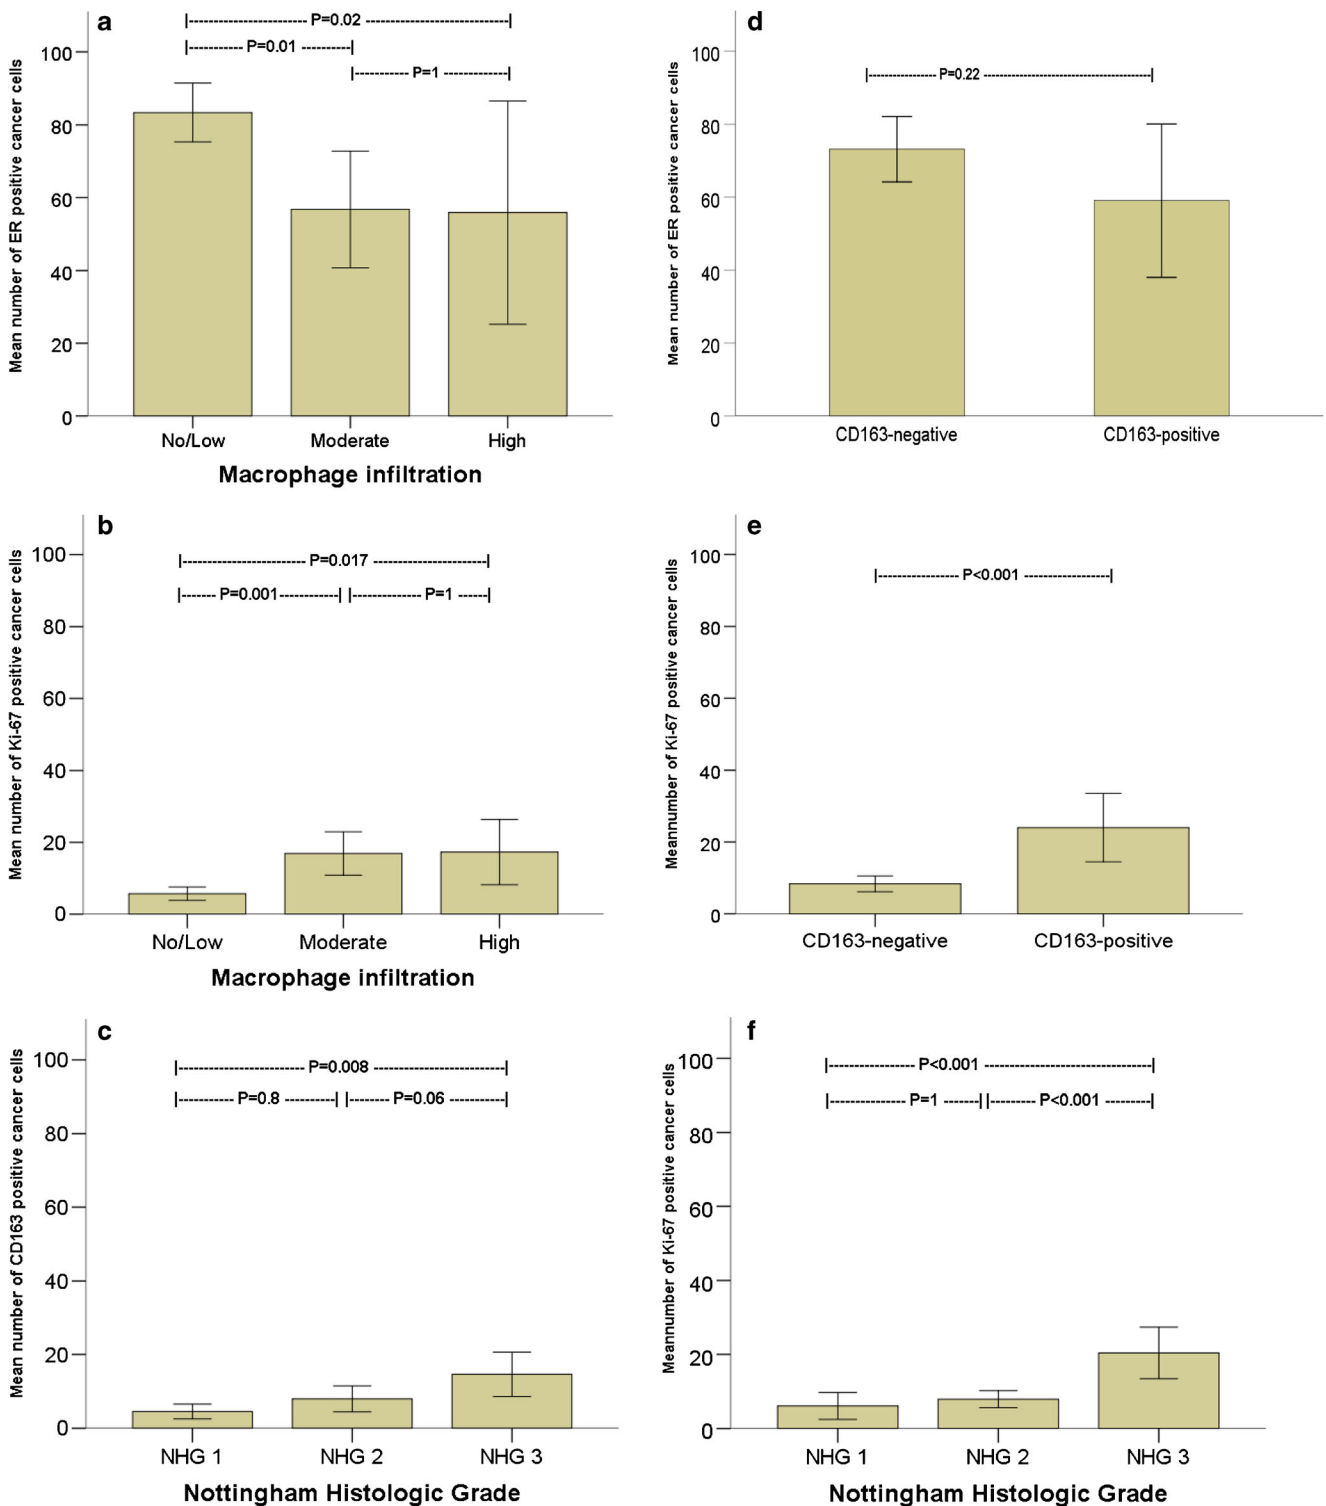 a
P=0.02
P=0.01
P=1
Mean number of ER positive cancer cells
100
80
60
40
20
0
No/Low Moderate High
Macrophage infiltration
d
P=0.22
Mean number of ER positive cancer cells
100
80
60
40
20
0
CD163-negative CD163-positive
b
P=0.017
P=0.001 P=1
Mean number of Ki-67 positive cancer cells
100
80
60
40
20
0
No/Low Moderate High
Macrophage infiltration
e
P<0.001
Meannumber of Ki-67 positive cancer cells
100
80
60
40
20
0
CD163-negative CD163-positive
c
P=0.008
P=0.8 P=0.06
Mean number of CD163 positive cancer cells
100
80
60
40
20
0
NHG 1 NHG 2 NHG 3
Nottingham Histologic Grade
f
P<0.001
P=1 P<0.001
Meannumber of Ki-67 positive cancer cells
100
80
60
40
20
0
NHG 1 NHG 2 NHG 3
Nottingham Histologic Grade